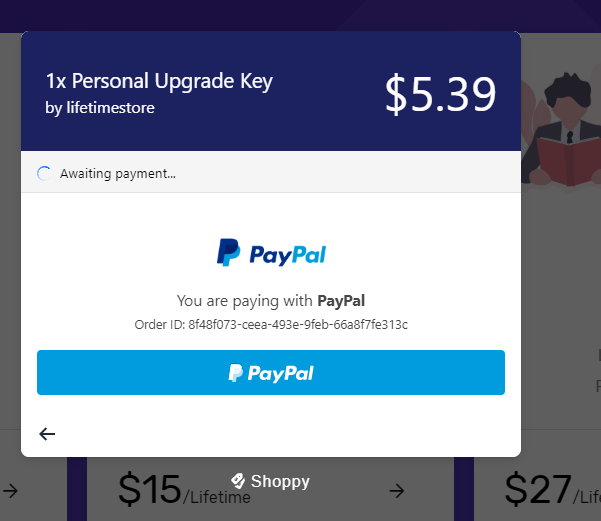 1x Personal Upgrade Key
by lifetimestore
$5.39
Awaiting payment...
PayPal
You are paying with PayPal
Order ID: 8f48f073-ceea-493e-9feb-66a8f7fe313c
PayPal
Shoppy
$15/Lifetime
$27/Lifetime